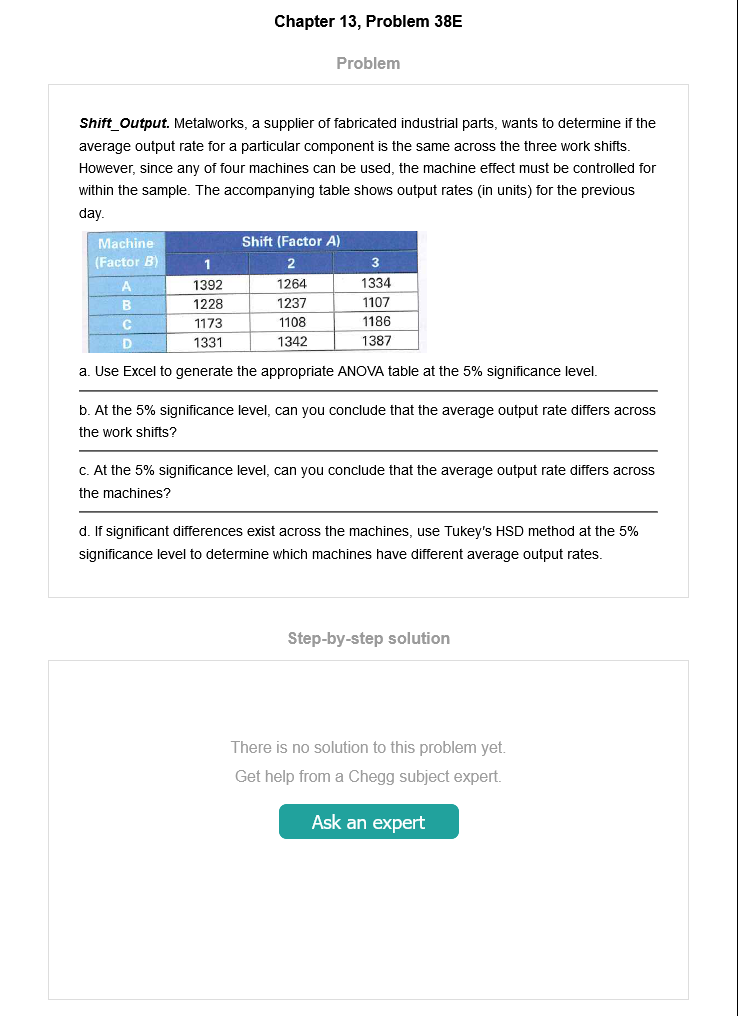 Chapter 13, Problem 38E
Problem
Shift_Output. Metalworks, a supplier of fabricated industrial parts, wants to determine if the
average output rate for a particular component is the same across the three work shifts.
However, since any of four machines can be used, the machine effect must be controlled for
within the sample. The accompanying table shows output rates (in units) for the previous
day.
Machine Shift (Factor A)
(Factor B) 1 2 3
A 1392 1264 1334
B 1228 1237 1107
C 1173 1108 1186
D 1331 1342 1387
a. Use Excel to generate the appropriate ANOVA table at the 5% significance level.
b. At the 5% significance level, can you conclude that the average output rate differs across
the work shifts?
c. At the 5% significance level, can you conclude that the average output rate differs across
the machines?
d. If significant differences exist across the machines, use Tukey's HSD method at the 5%
significance level to determine which machines have different average output rates.
Step-by-step solution
There is no solution to this problem yet.
Get help from a Chegg subject expert.
Ask an expert